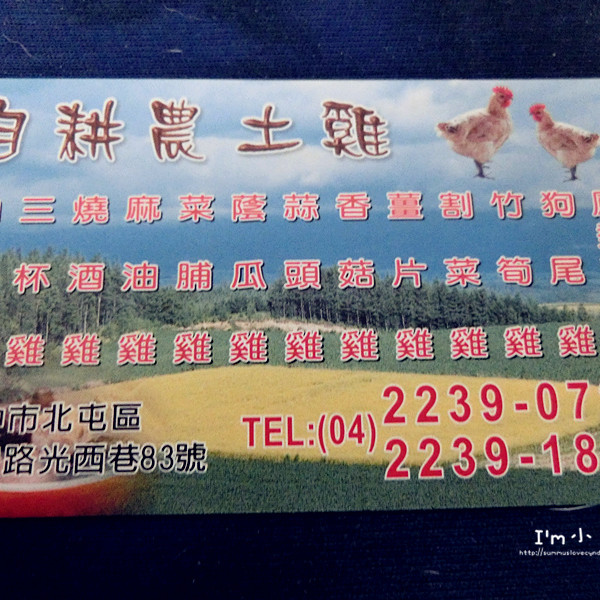 自耕農土雞
三燒麻菜蔭蒜香薑割竹狗
杯酒油脯瓜頭菇片菜筍尾
雞雞雞雞雞雞雞雞雞雞雞
市北屯區
路光西巷83號
TEL:(04)
2239-07
2239-18
I'm 小
http://summuslovecynd